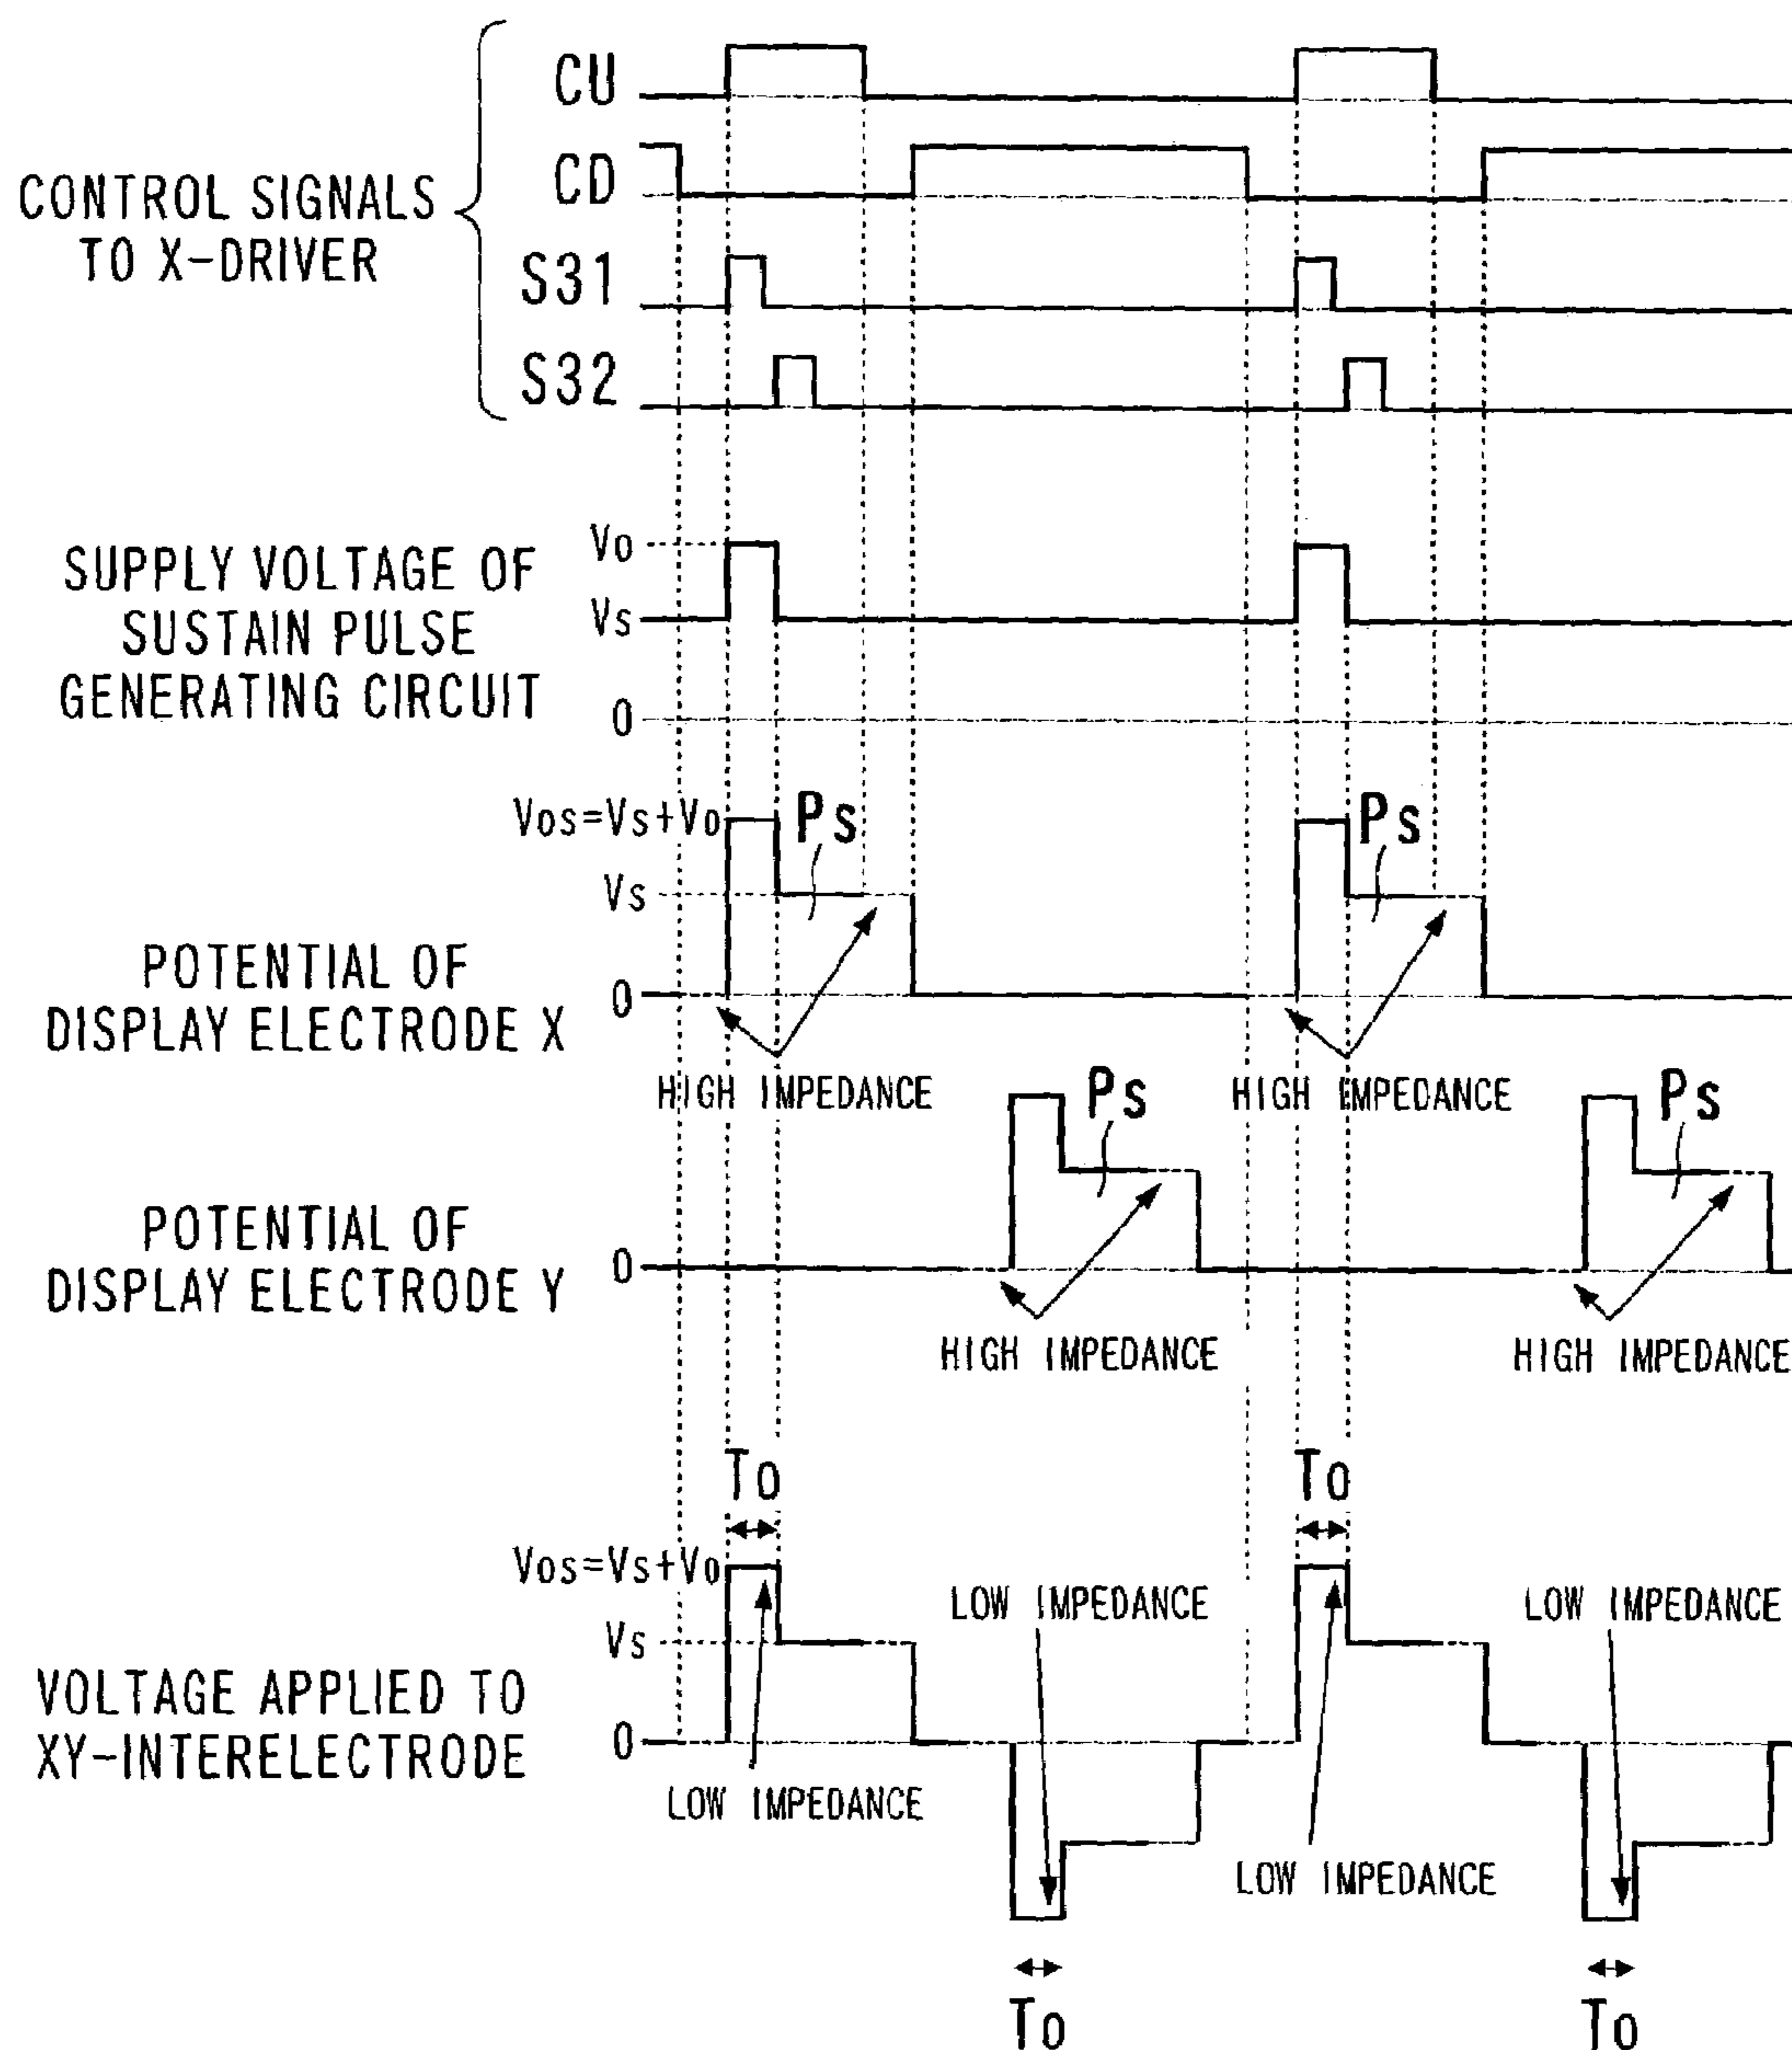 CU
CD
CONTROL SIGNALS
TO X-DRIVER
S31
S32
Vo
SUPPLY VOLTAGE OF
SUSTAIN PULSE
GENERATING CIRCUIT
Vs
0
Vos=Vs+Vo
Ps
Ps
Vs
POTENTIAL OF
DISPLAY ELECTRODE X
0
HIGH IMPEDANCE
HIGH IMPEDANCE
Ps
Ps
POTENTIAL OF
DISPLAY ELECTRODE Y
0
HIGH IMPEDANCE
HIGH IMPEDANCE
To
To
Vos=Vs+Vo
LOW IMPEDANCE
LOW IMPEDANCE
Vs
VOLTAGE APPLIED TO
XY-INTERELECTRODE
0
LOW IMPEDANCE
LOW IMPEDANCE
To
To